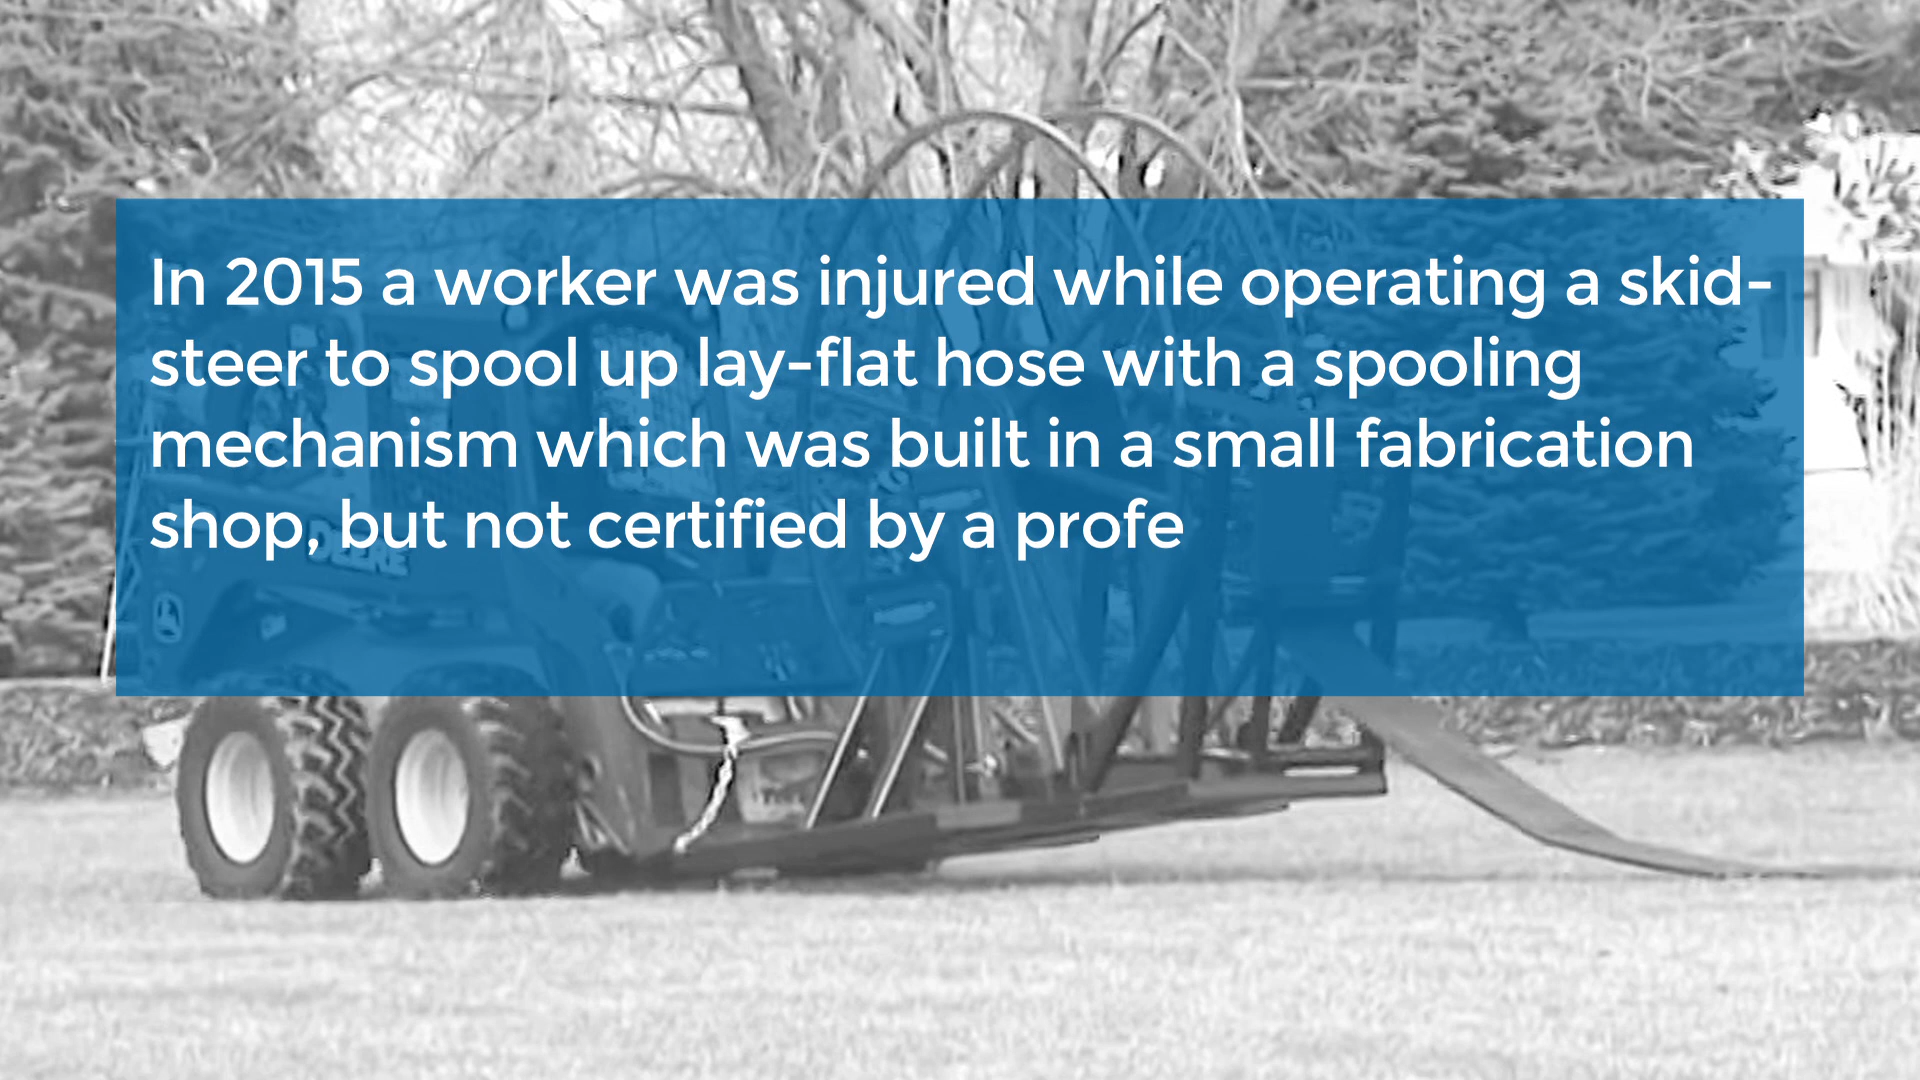 In 2015 a worker was injured while operating a skid-
steer to spool up lay-flat hose with a spooling
mechanism which was built in a small fabrication
shop, but not certified by a profe
DEERE